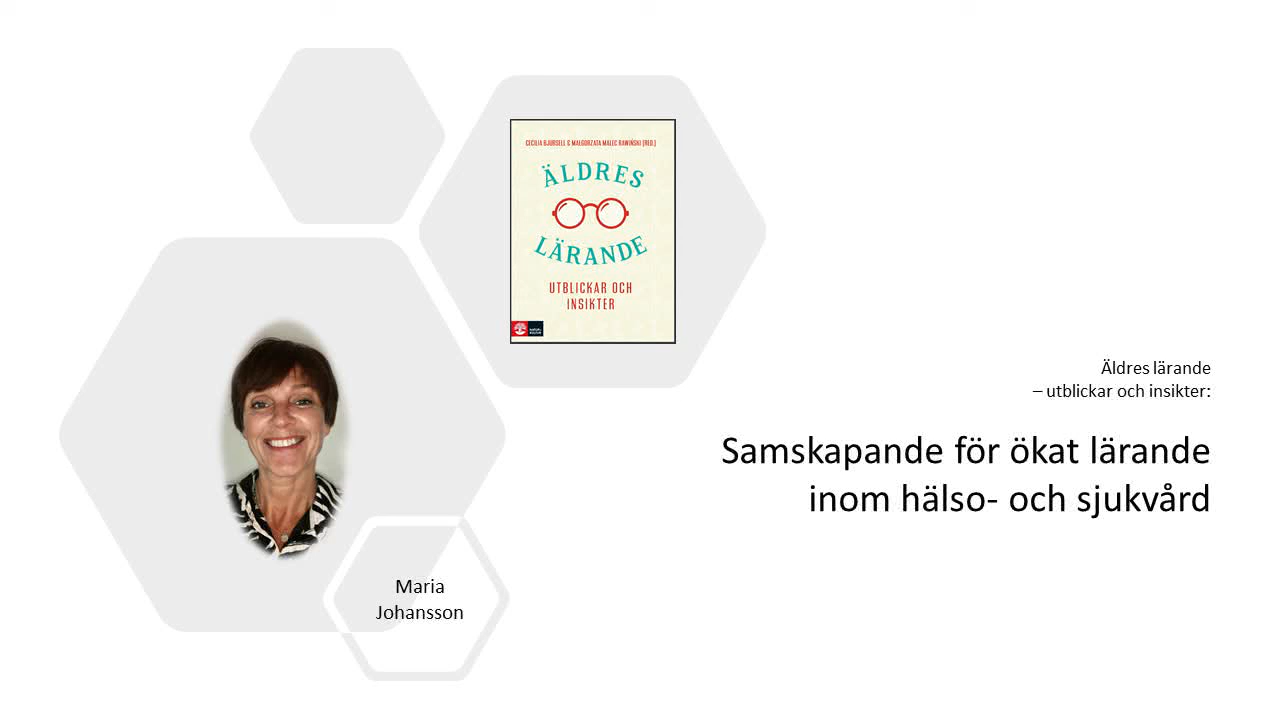 CECILIA BJURSELL & MAŁGORZATA MALEC RAWIŃSKI (RED.)
ÄLDRES
LÄRANDE
UTBLICKAR OCH
INSIKTER
Äldres lärande
– utblickar och insikter:
Samskapande för ökat lärande
inom hälso- och sjukvård
Maria
Johansson